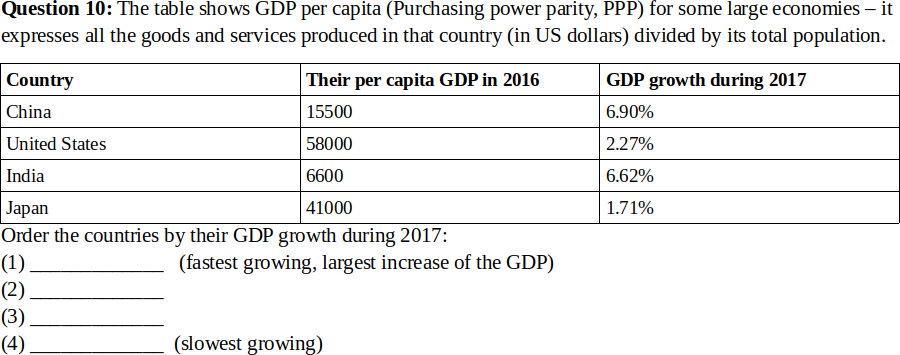 Question 10: The table shows GDP per capita (Purchasing power parity, PPP) for some large economies – it
expresses all the goods and services produced in that country (in US dollars) divided by its total population.
Country Their per capita GDP in 2016 GDP growth during 2017
China 15500 6.90%
United States 58000 2.27%
India 6600 6.62%
Japan 41000 1.71%
Order the countries by their GDP growth during 2017:
(1) _____________ (fastest growing, largest increase of the GDP)
(2) _____________
(3) _____________
(4) _____________ (slowest growing)